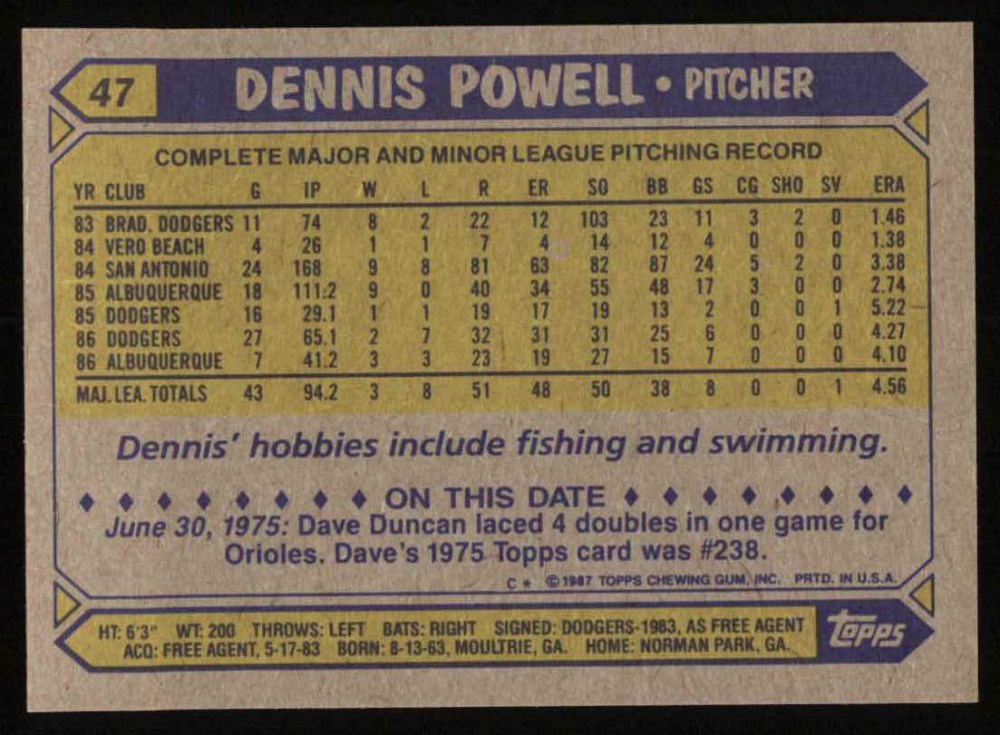 47 DENNIS POWELL • PITCHER
COMPLETE MAJOR AND MINOR LEAGUE PITCHING RECORD
YR CLUB G IP W L R ER SO BB GS CG SHO SV ERA
83 BRAD. DODGERS 11 74 8 2 22 12 103 23 11 3 2 0 1.46
84 VERO BEACH 4 26 1 1 7 4 14 12 4 0 0 0 1.38
84 SAN ANTONIO 24 168 9 8 81 63 82 87 24 5 2 0 3.38
85 ALBUQUERQUE 18 111.2 9 0 40 34 55 48 17 3 0 0 2.74
85 DODGERS 16 29.1 1 1 19 17 19 13 2 0 0 1 5.22
86 DODGERS 27 65.1 2 7 32 31 31 25 6 0 0 0 4.27
86 ALBUQUERQUE 7 41.2 3 3 23 19 27 15 7 0 0 0 4.10
MAJ. LEA. TOTALS 43 94.2 3 8 51 48 50 38 8 0 0 1 4.56
Dennis' hobbies include fishing and swimming.
♦ ♦ ♦ ♦ ♦ ♦ ♦ ♦ ON THIS DATE ♦ ♦ ♦ ♦ ♦ ♦ ♦ ♦
June 30, 1975: Dave Duncan laced 4 doubles in one game for
Orioles. Dave's 1975 Topps card was #238.
C * © 1987 TOPPS CHEWING GUM, INC. PRTD. IN U.S.A.
HT: 6'3" WT: 200 THROWS: LEFT BATS: RIGHT SIGNED: DODGERS-1983, AS FREE AGENT
ACQ: FREE AGENT, 5-17-83 BORN: 8-13-63, MOULTRIE, GA. HOME: NORMAN PARK, GA.
topps